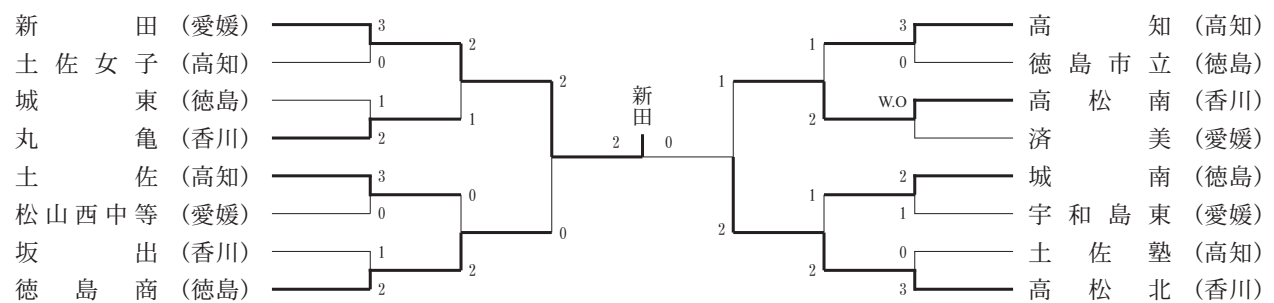 新田（愛媛） 3 3 高知（高知）
2 1
土佐女子（高知） 0 0 徳島市立（徳島）
2 1
城東（徳島） 1 W.O 高松南（香川）
1 2
丸亀（香川） 2 済美（愛媛）
新田
2 0
土佐（高知） 3 2 城南（徳島）
0 1
松山西中等（愛媛） 0 1 宇和島東（愛媛）
0 2
坂出（香川） 1 0 土佐塾（高知）
2 2
徳島商（徳島） 2 3 高松北（香川）